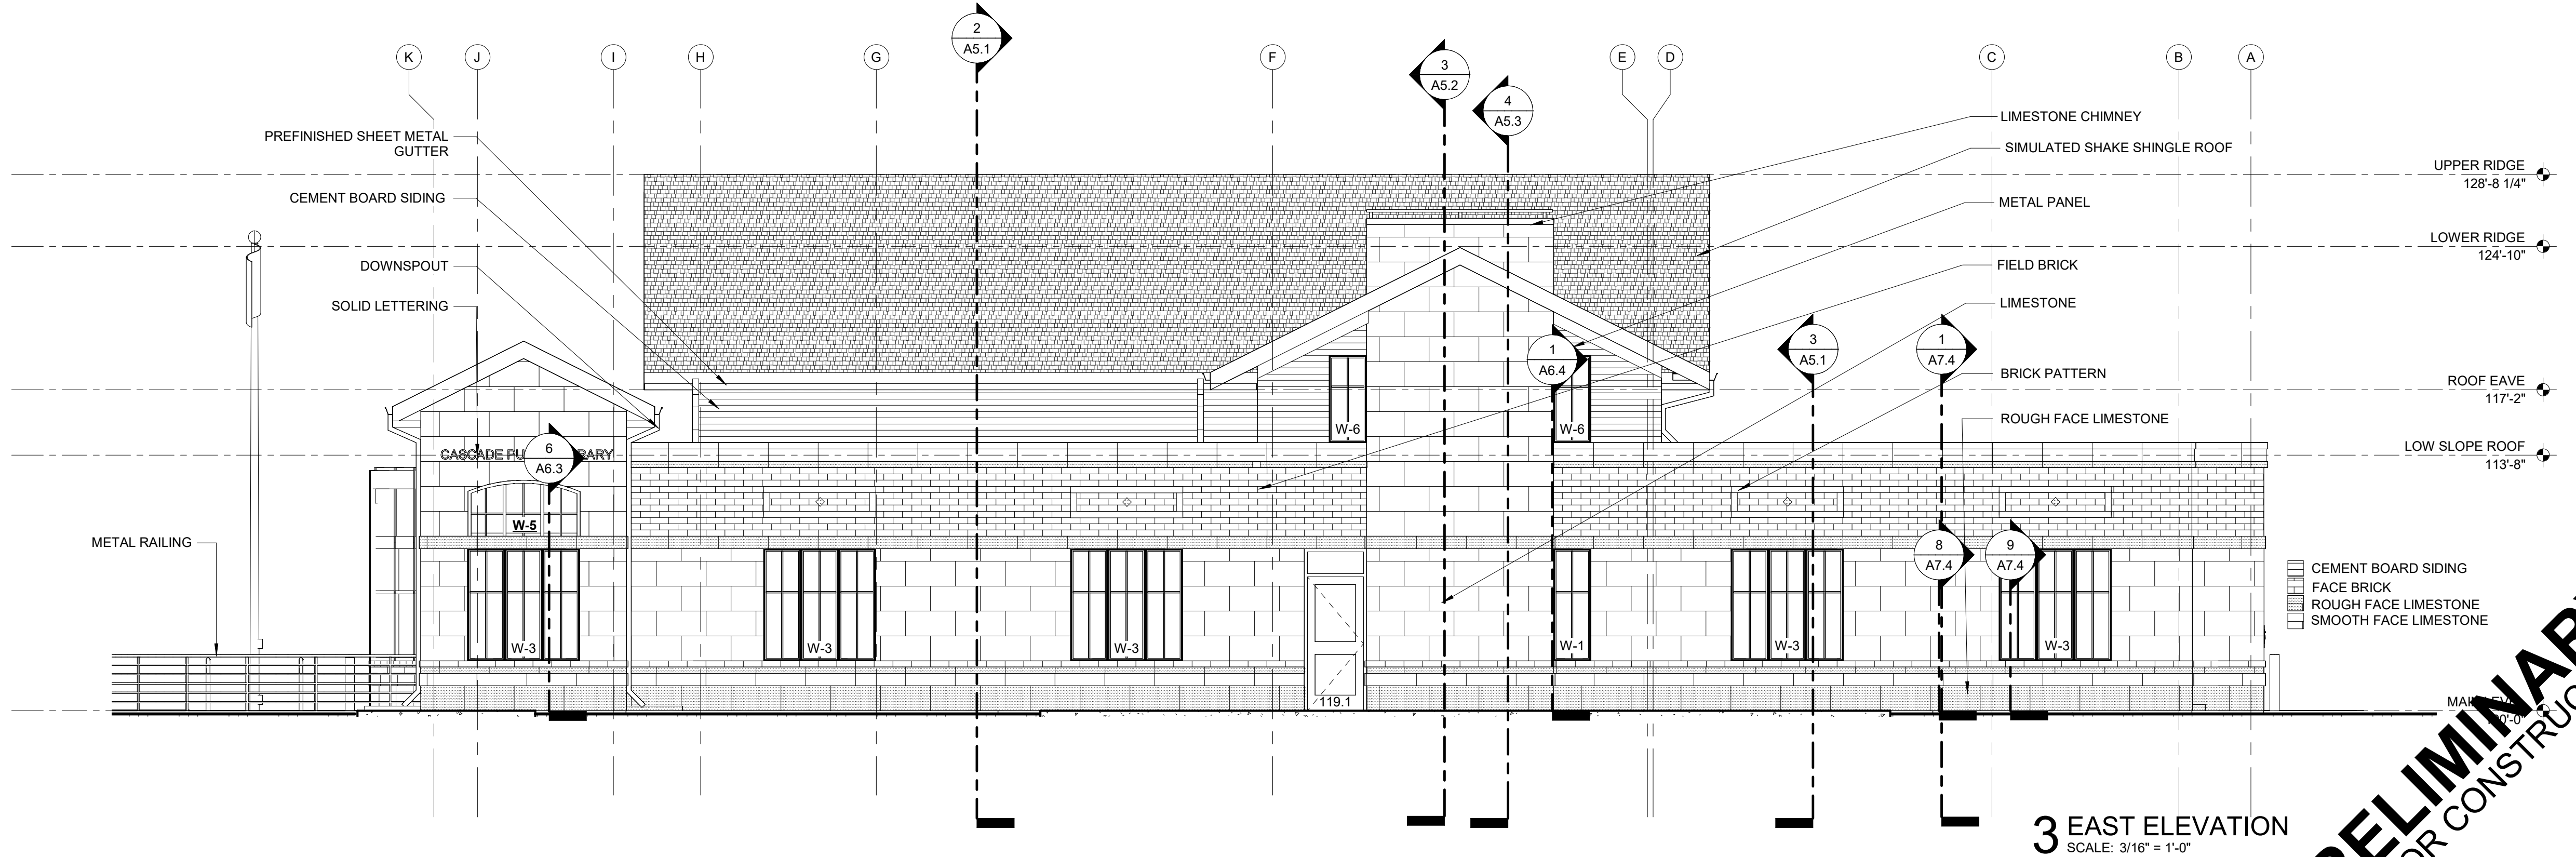 2
A5.1
K
J
I
H
G
F
3
A5.2
4
A5.3
E
D
C
B
A
PREFINISHED SHEET METAL
GUTTER
CEMENT BOARD SIDING
DOWNSPOUT
SOLID LETTERING
METAL RAILING
LIMESTONE CHIMNEY
SIMULATED SHAKE SHINGLE ROOF
METAL PANEL
FIELD BRICK
LIMESTONE
BRICK PATTERN
ROUGH FACE LIMESTONE
UPPER RIDGE
128'-8 1/4"
LOWER RIDGE
124'-10"
ROOF EAVE
117'-2"
LOW SLOPE ROOF
113'-8"
1
A6.4
3
A5.1
1
A7.4
W-6
W-6
CASCADE PU
RARY
6
A6.3
W-5
8
A7.4
9
A7.4
W-3
W-3
W-3
W-1
W-3
W-3
119.1
CEMENT BOARD SIDING
FACE BRICK
ROUGH FACE LIMESTONE
SMOOTH FACE LIMESTONE
3 EAST ELEVATION
SCALE: 3/16" = 1'-0"